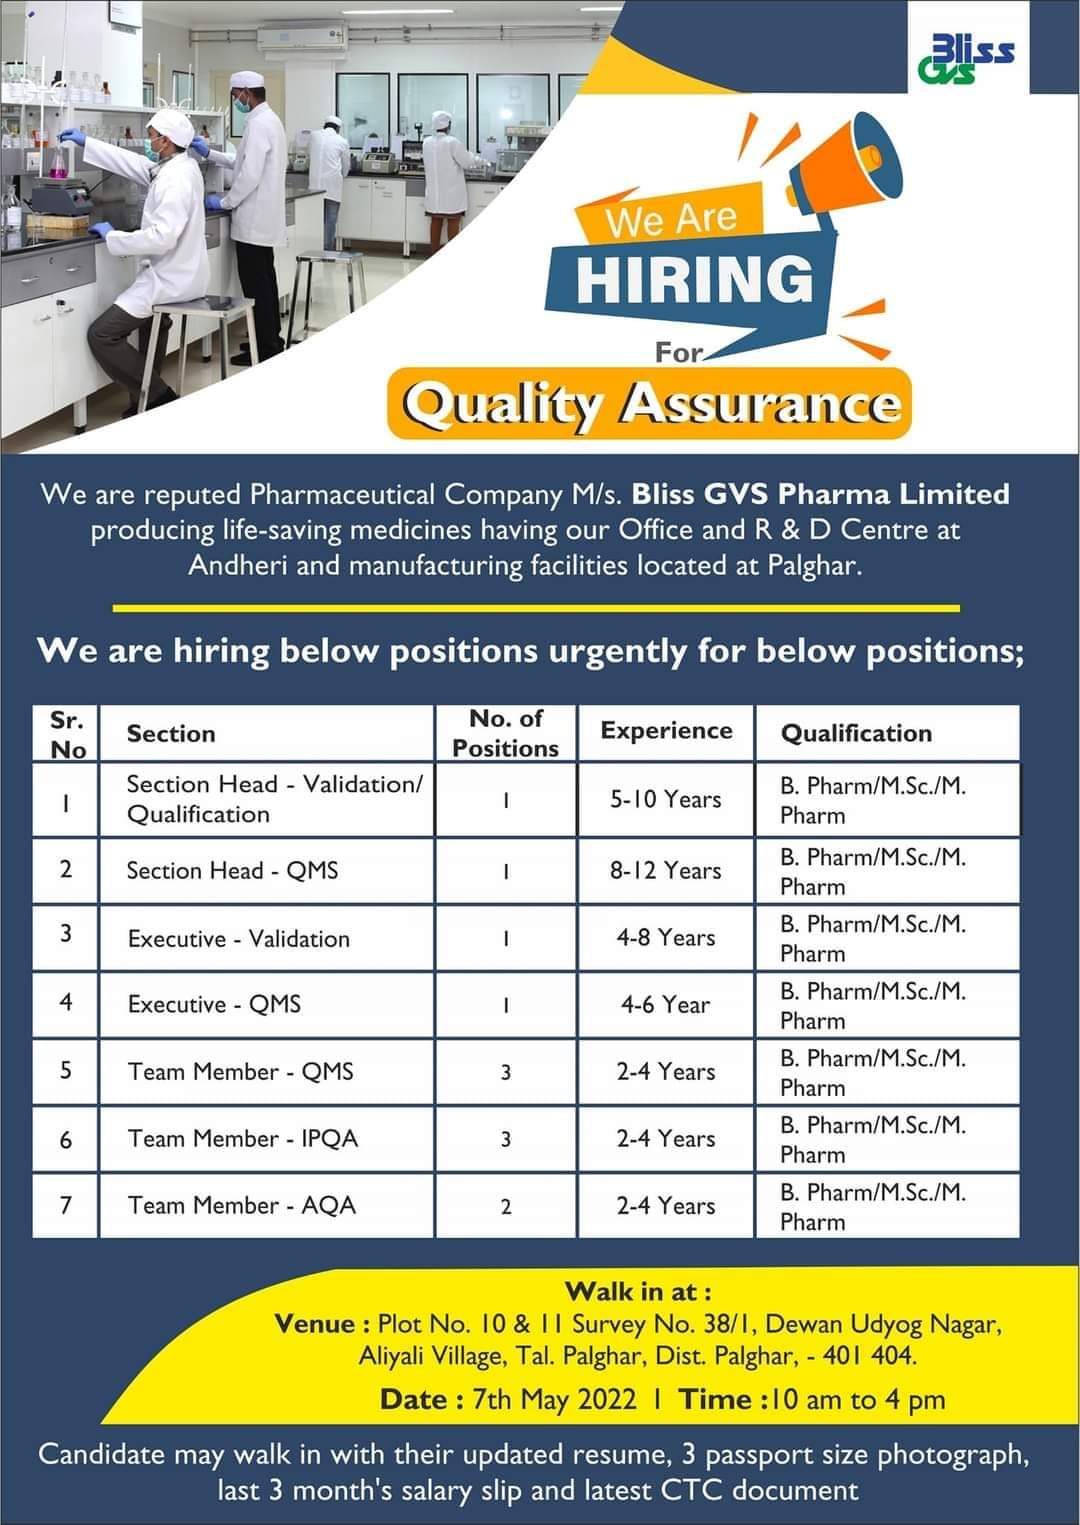 Bliss
GVS
We Are
HIRING
For
Quality Assurance
We are reputed Pharmaceutical Company M/s. Bliss GVS Pharma Limited
producing life-saving medicines having our Office and R & D Centre at
Andheri and manufacturing facilities located at Palghar.
We are hiring below positions urgently for below positions;
Sr. No Section No. of Positions Experience Qualification
1 Section Head - Validation/ Qualification 1 5-10 Years B. Pharm/M.Sc./M. Pharm
2 Section Head - QMS 1 8-12 Years B. Pharm/M.Sc./M. Pharm
3 Executive - Validation 1 4-8 Years B. Pharm/M.Sc./M. Pharm
4 Executive - QMS 1 4-6 Year B. Pharm/M.Sc./M. Pharm
5 Team Member - QMS 3 2-4 Years B. Pharm/M.Sc./M. Pharm
6 Team Member - IPQA 3 2-4 Years B. Pharm/M.Sc./M. Pharm
7 Team Member - AQA 2 2-4 Years B. Pharm/M.Sc./M. Pharm
Walk in at :
Venue : Plot No. 10 & 11 Survey No. 38/1, Dewan Udyog Nagar,
Aliyali Village, Tal. Palghar, Dist. Palghar, - 401 404.
Date : 7th May 2022 | Time :10 am to 4 pm
Candidate may walk in with their updated resume, 3 passport size photograph,
last 3 month's salary slip and latest CTC document